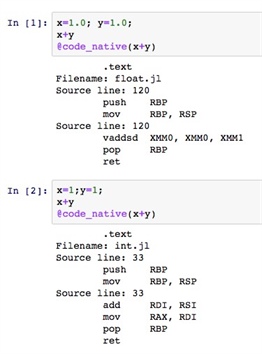 In [1]: x=1.0; y=1.0;
x+y
@code_native(x+y)
.text
Filename: float.jl
Source line: 120
push RBP
mov RBP, RSP
Source line: 120
vaddsd XMM0, XMM0, XMM1
pop RBP
ret
In [2]: x=1;y=1;
x+y
@code_native(x+y)
.text
Filename: int.jl
Source line: 33
push RBP
mov RBP, RSP
Source line: 33
add RDI, RSI
mov RAX, RDI
pop RBP
ret